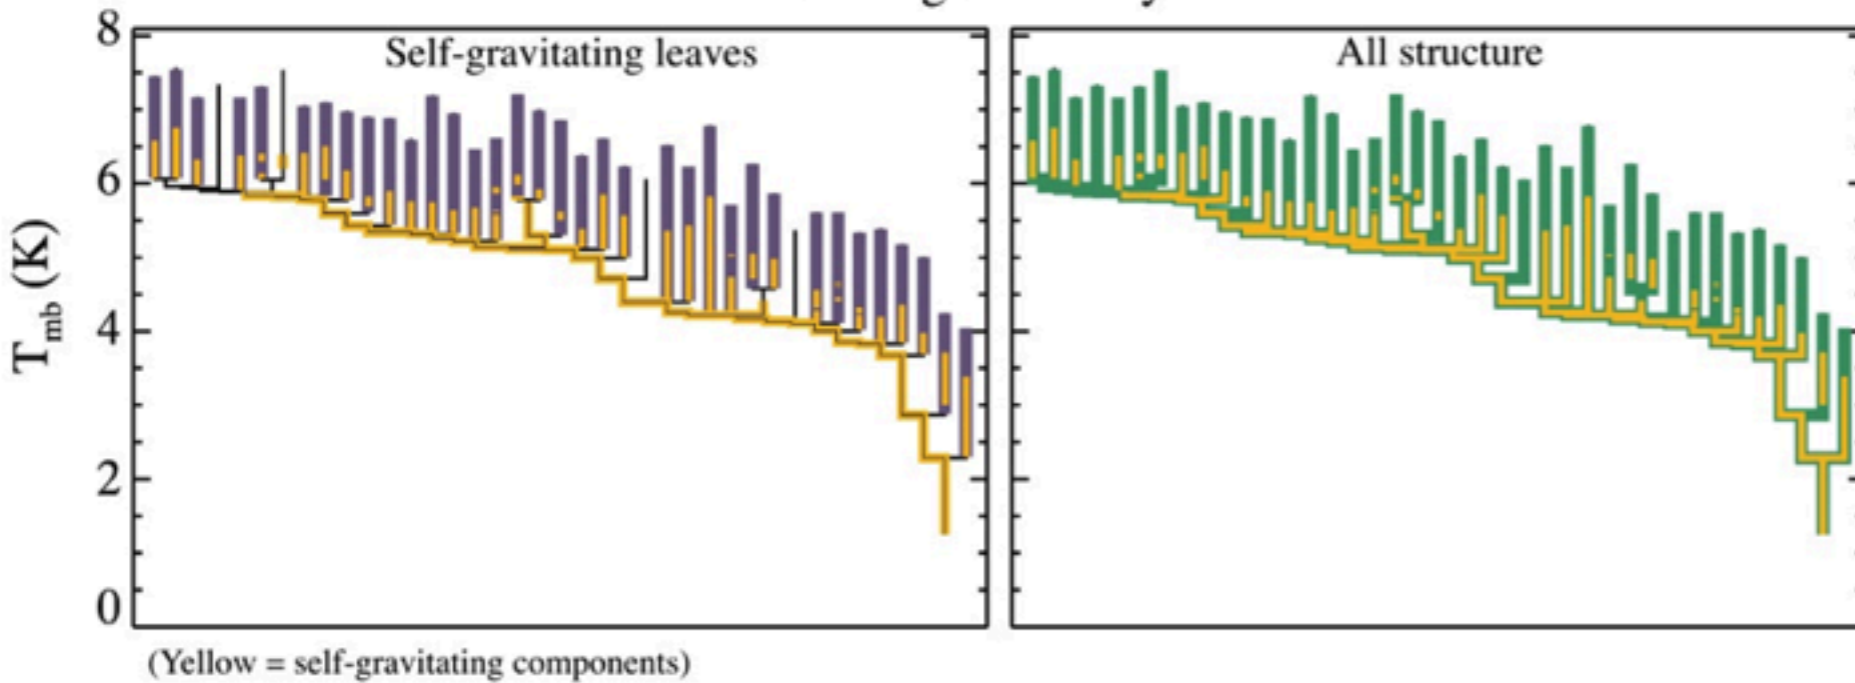 Self-gravitating leaves
All structure
8
6
4
2
0
T_mb (K)
(Yellow = self-gravitating components)